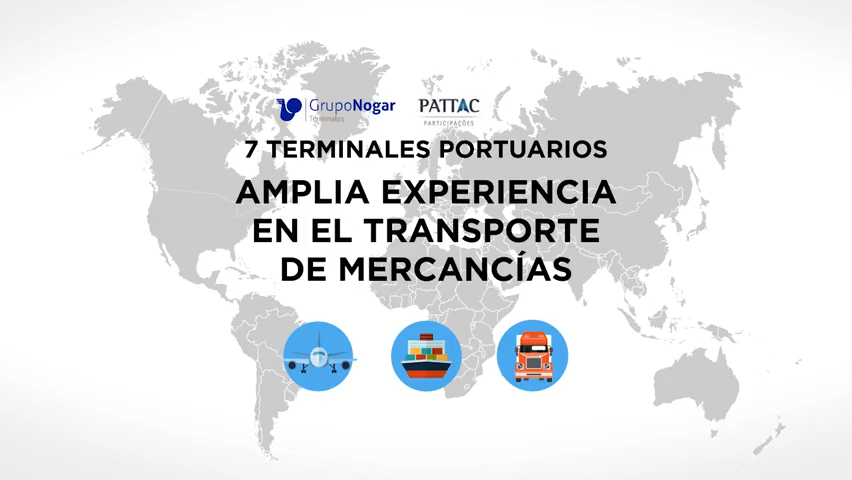 GrupoNogar
Terminales
PATTAC
PARTICIPAÇÕES
7 TERMINALES PORTUARIOS
AMPLIA EXPERIENCIA
EN EL TRANSPORTE
DE MERCANCÍAS